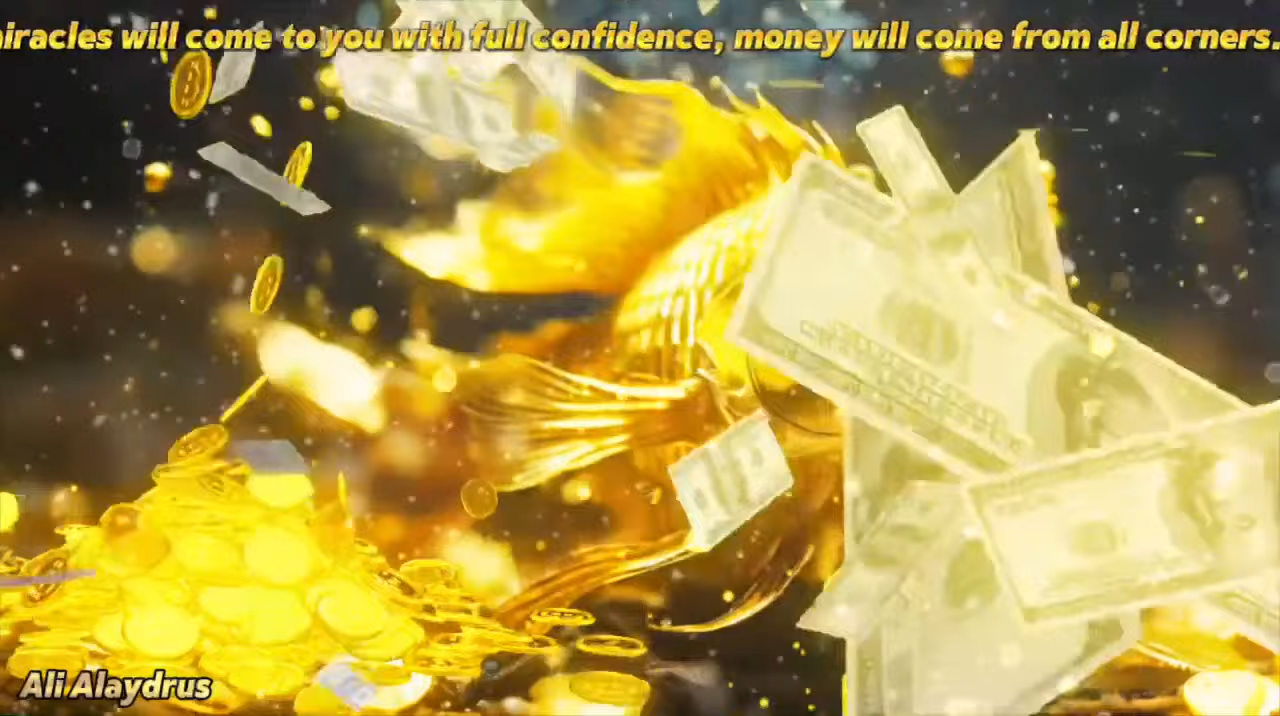 iracles will come to you with full confidence, money will come from all corners.
Ali Alaydrus